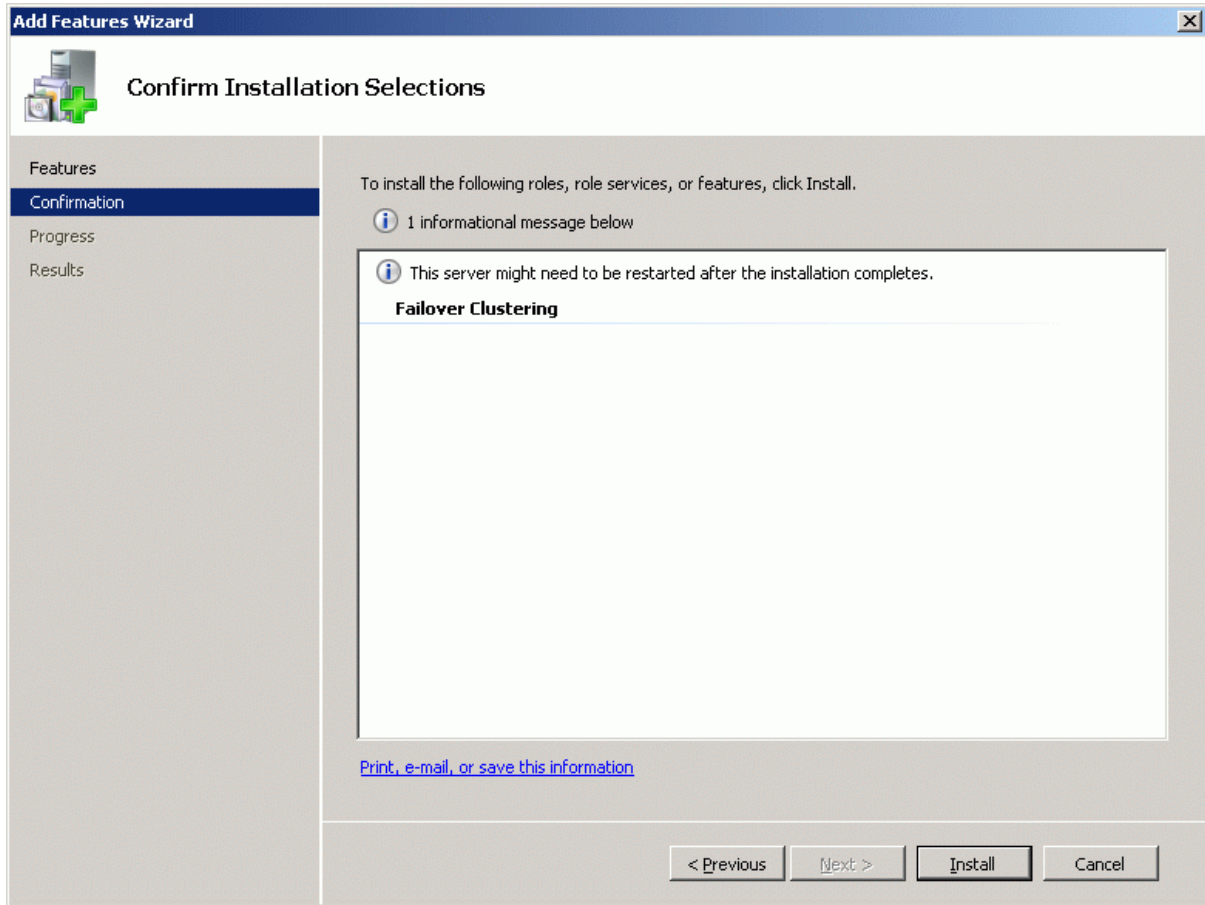 Add Features Wizard
Confirm Installation Selections
Features
Confirmation
Progress
Results
To install the following roles, role services, or features, click Install.
1 informational message below
This server might need to be restarted after the installation completes.
Failover Clustering
Print, e-mail, or save this information
< Previous
Next >
Install
Cancel